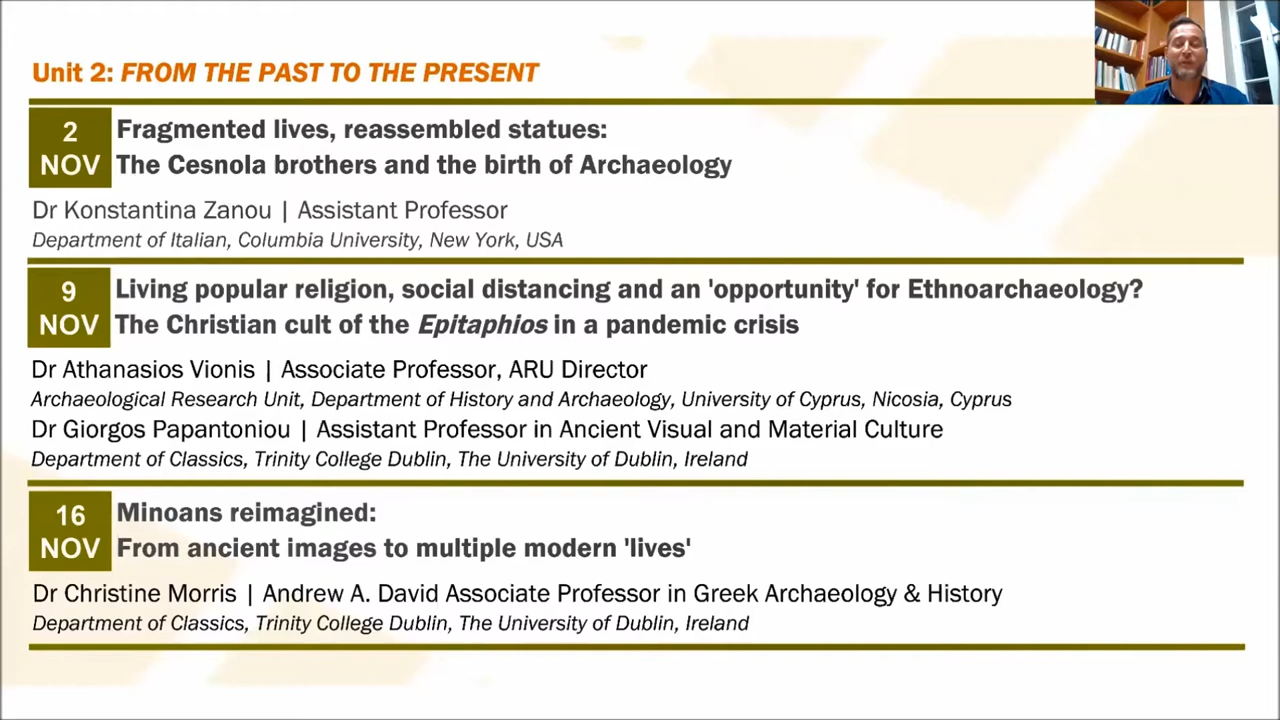 Unit 2: FROM THE PAST TO THE PRESENT
2
NOV
Fragmented lives, reassembled statues:
The Cesnola brothers and the birth of Archaeology
Dr Konstantina Zanou | Assistant Professor
Department of Italian, Columbia University, New York, USA
9
NOV
Living popular religion, social distancing and an 'opportunity' for Ethnoarchaeology?
The Christian cult of the Epitaphios in a pandemic crisis
Dr Athanasios Vionis | Associate Professor, ARU Director
Archaeological Research Unit, Department of History and Archaeology, University of Cyprus, Nicosia, Cyprus
Dr Giorgos Papantoniou | Assistant Professor in Ancient Visual and Material Culture
Department of Classics, Trinity College Dublin, The University of Dublin, Ireland
16
NOV
Minoans reimagined:
From ancient images to multiple modern 'lives'
Dr Christine Morris | Andrew A. David Associate Professor in Greek Archaeology & History
Department of Classics, Trinity College Dublin, The University of Dublin, Ireland